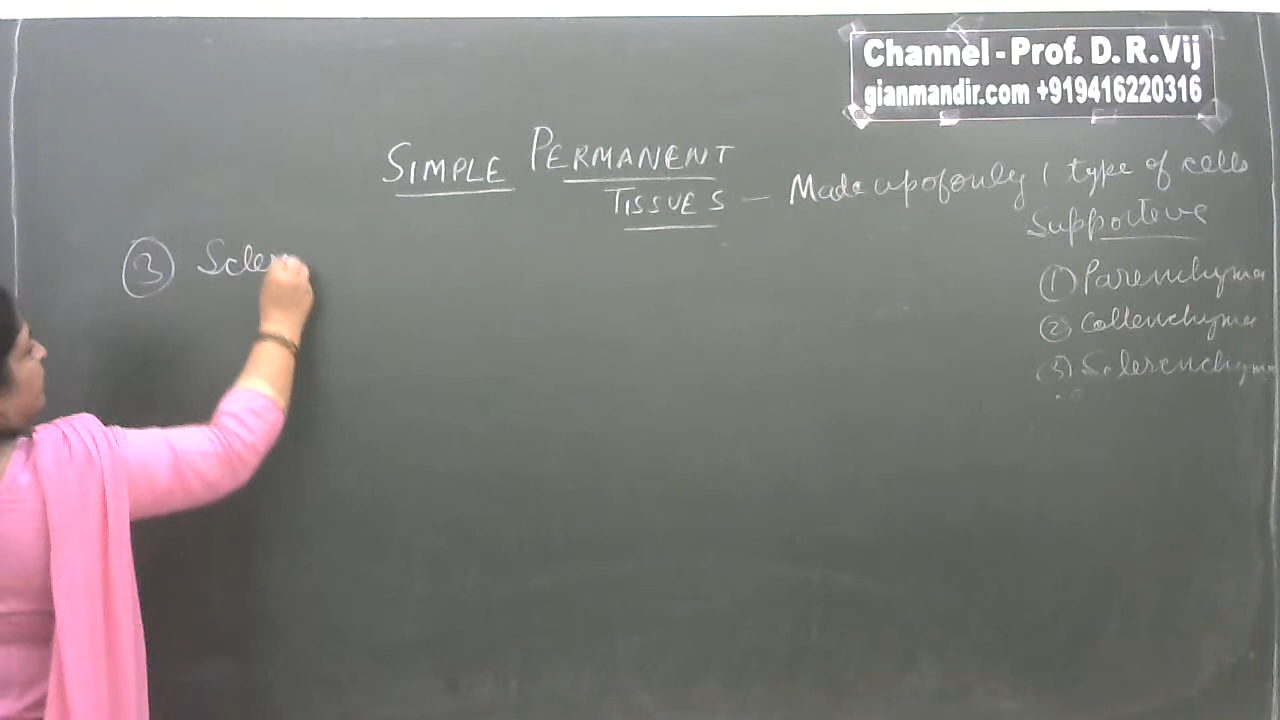 Channel - Prof. D. R. Vij
gianmandir.com +919416220316
SIMPLE PERMANENT
TISSUES — Made up of only 1 type of cells
Supportive
① Parenchyma
② Collenchyma
③ Sclerenchyma
③ Scler